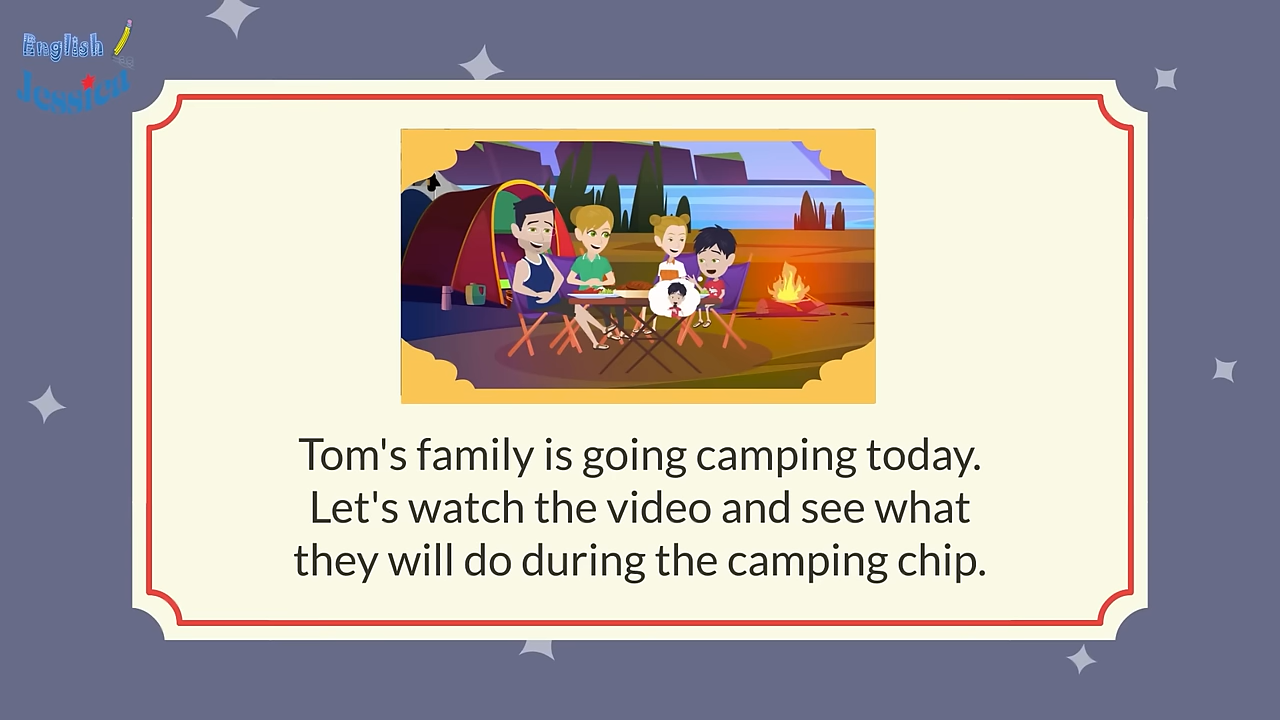 English
Jessica
Tom's family is going camping today.
Let's watch the video and see what
they will do during the camping chip.